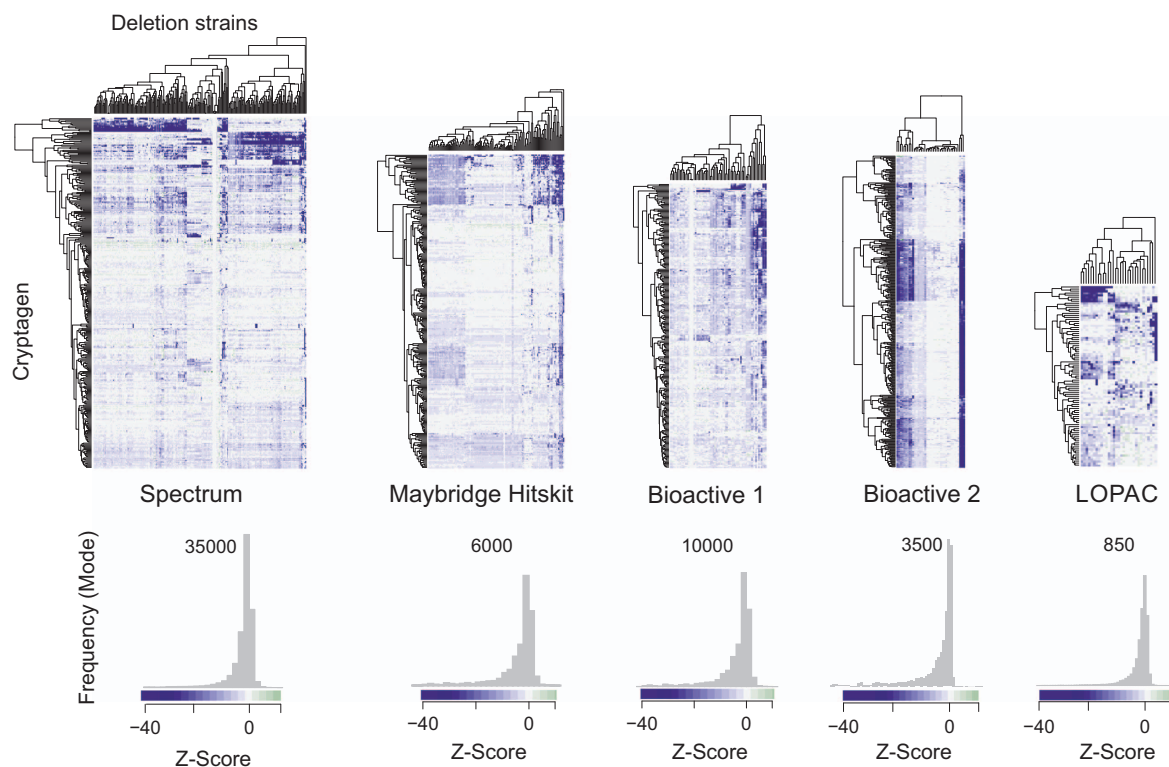 Deletion strains
Cryptagen
Spectrum
Maybridge Hitskit
Bioactive 1
Bioactive 2
LOPAC
Frequency (Mode)
35000
6000
10000
3500
850
−40 0
−40 0
−40 0
−40 0
−40 0
Z-Score
Z-Score
Z-Score
Z-Score
Z-Score